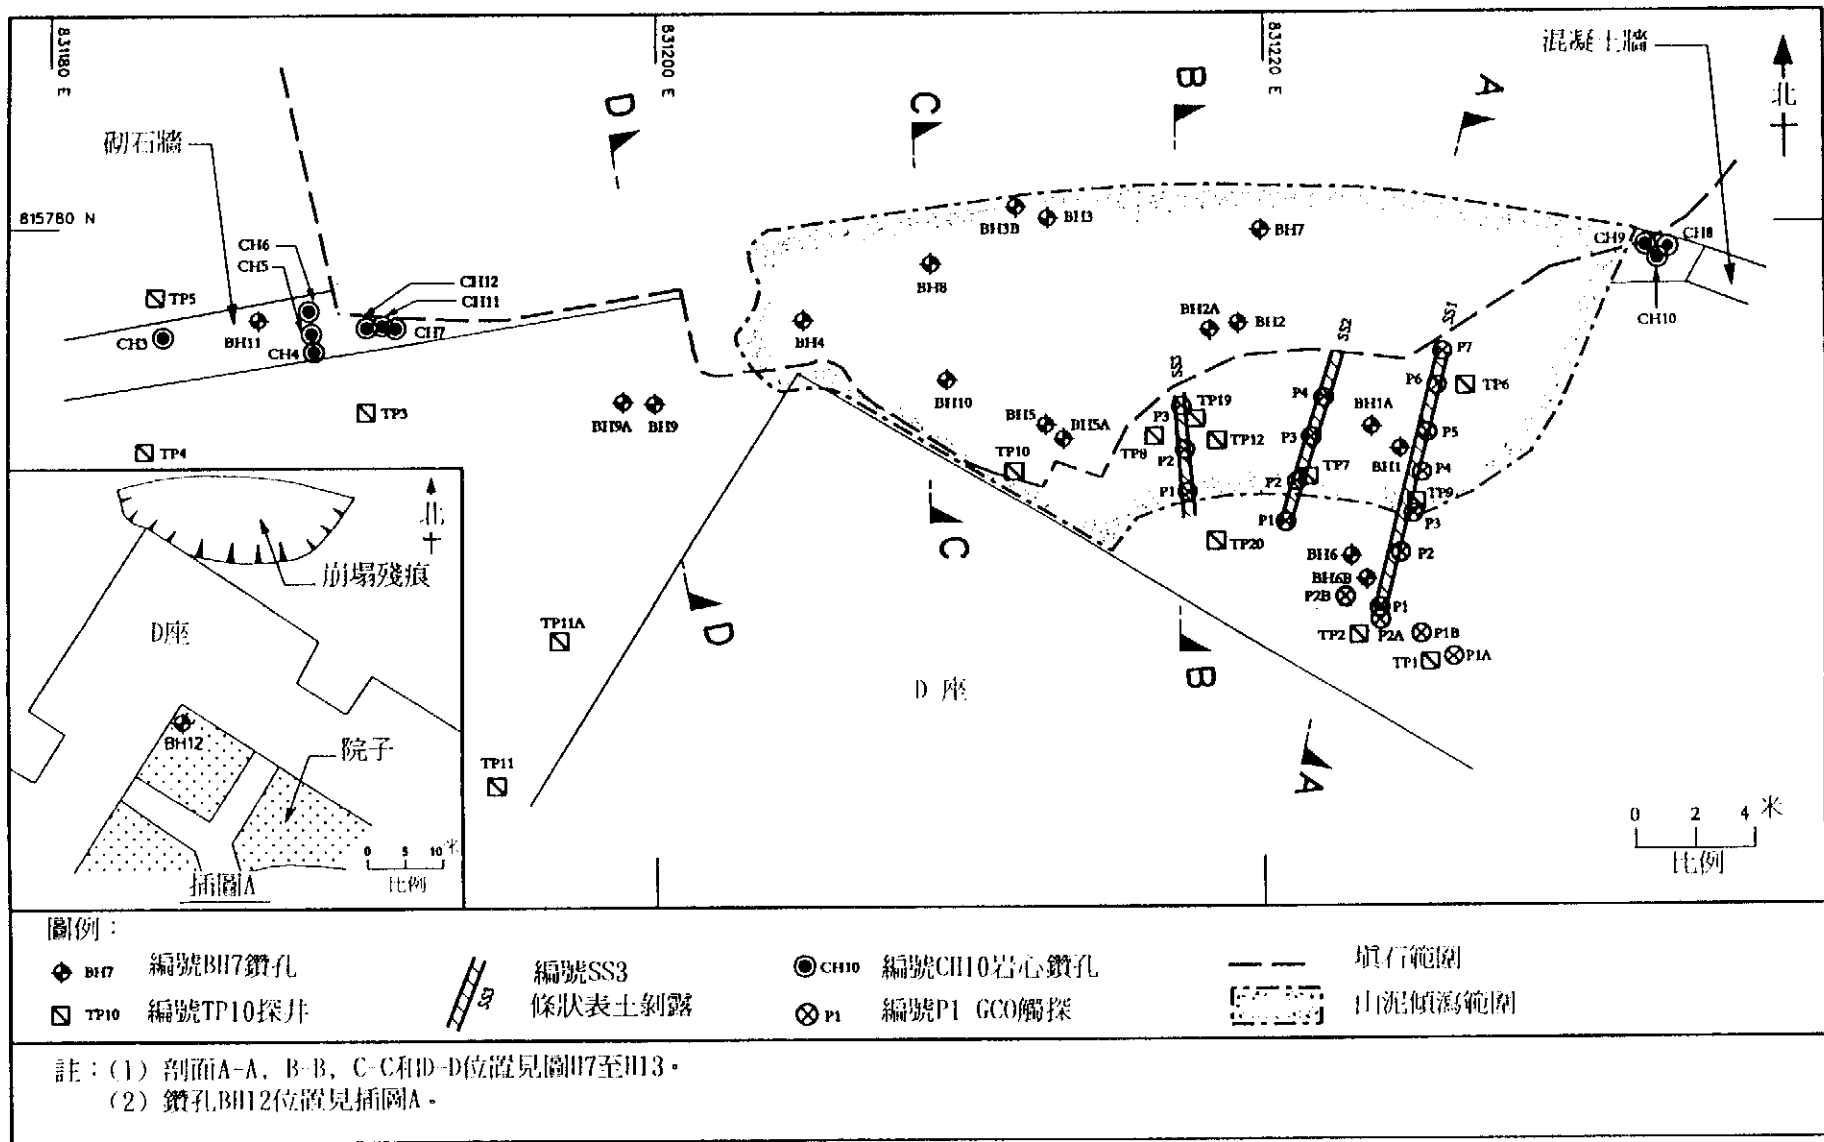 831180 E
831200 E
831220 E
混凝土牆
北
A
B
C
D
砌石牆
815780 N
BH3B
BH3
BH7
CH9
CH8
CH6
CH5
CH12
CH11
TP5
BH8
CH10
CH3
BH11
CH4
CH7
BH4
BH2A
BH2
SS2
SS1
P7
SS3
P6
TP6
BH10
P4
TP3
BH9A
BH9
BH5
BH5A
P3
TP19
BH1A
TP8
TP12
P3
P5
TP4
TP10
P2
BH1
P2
TP7
P4
P1
TP9
P1
P3
TP20
C
BH6
P2
BH6B
P2B
P1
TP11A
D
TP2
P2A
P1B
TP1
P1A
B
D 座
A
TP11
0 2 4 米
比例
北
崩塌殘痕
D座
BH12
院子
0 5 10 米
比例
插圖A
圖例：
BH7 編號BH7鑽孔
編號SS3
條狀表土剝露
SS3
CH10 編號CH10岩心鑽孔
填石範圍
TP10 編號TP10探井
P1 編號P1 GCO觸探
山泥傾瀉範圍
註：(1) 剖面A-A, B-B, C-C和D-D位置見圖H7至H13。
(2) 鑽孔BH12位置見插圖A。